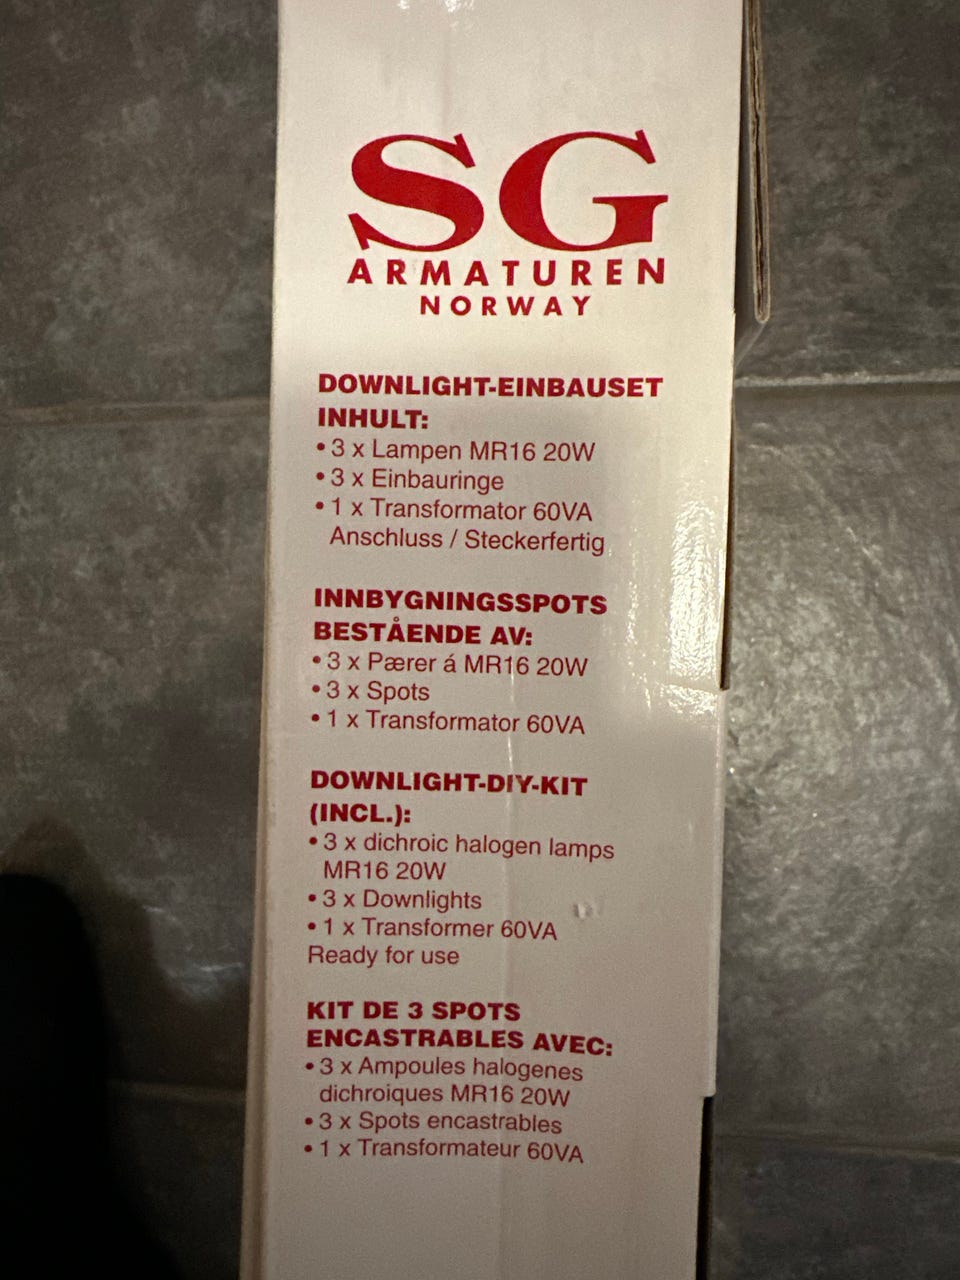 SG
ARMATUREN
NORWAY
DOWNLIGHT-EINBAUSET
INHULT:
• 3 x Lampen MR16 20W
• 3 x Einbauringe
• 1 x Transformator 60VA
Anschluss / Steckerfertig
INNBYGNINGSSPOTS
BESTÅENDE AV:
• 3 x Pærer á MR16 20W
• 3 x Spots
• 1 x Transformator 60VA
DOWNLIGHT-DIY-KIT
(INCL.):
• 3 x dichroic halogen lamps
MR16 20W
• 3 x Downlights
• 1 x Transformer 60VA
Ready for use
KIT DE 3 SPOTS
ENCASTRABLES AVEC:
• 3 x Ampoules halogenes
dichroiques MR16 20W
• 3 x Spots encastrables
• 1 x Transformateur 60VA